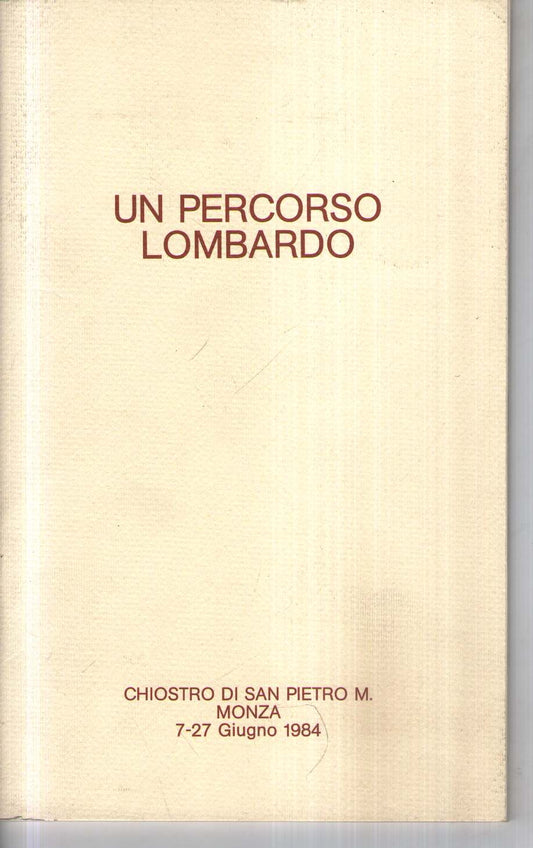 UN PERCORSO
LOMBARDO
CHIOSTRO DI SAN PIETRO M.
MONZA
7-27 Giugno 1984